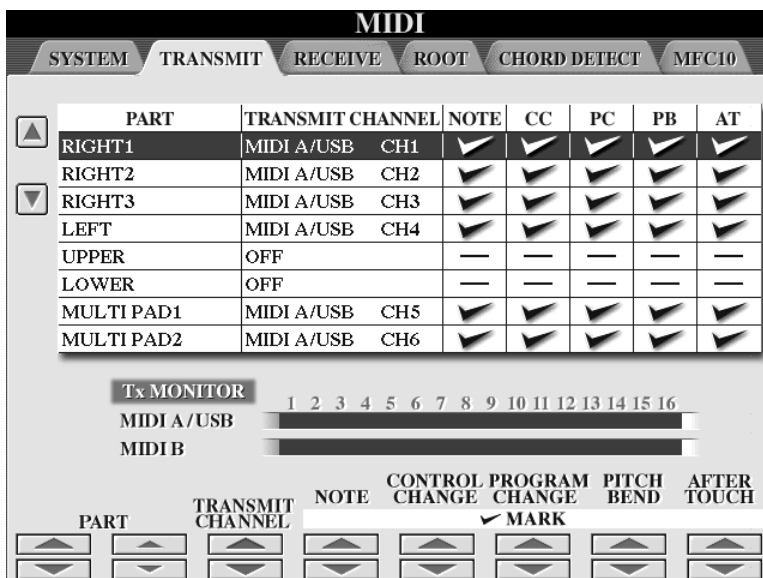 MIDI
SYSTEM TRANSMIT RECEIVE ROOT CHORD DETECT MFC10
PART TRANSMIT CHANNEL NOTE CC PC PB AT
RIGHT1 MIDI A/USB CH1
RIGHT2 MIDI A/USB CH2
RIGHT3 MIDI A/USB CH3
LEFT MIDI A/USB CH4
UPPER OFF — — — — —
LOWER OFF — — — — —
MULTI PAD1 MIDI A/USB CH5
MULTI PAD2 MIDI A/USB CH6
Tx MONITOR 1 2 3 4 5 6 7 8 9 10 11 12 13 14 15 16
MIDI A/USB
MIDI B
PART
TRANSMIT
CHANNEL
NOTE
CONTROL
CHANGE
PROGRAM
CHANGE
PITCH
BEND
AFTER
TOUCH
MARK